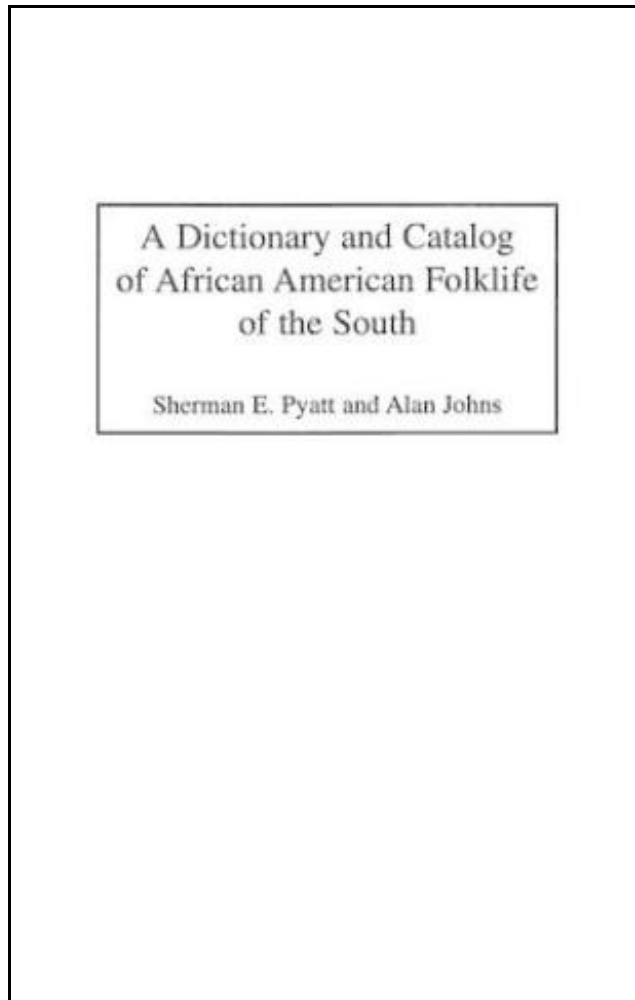 A Dictionary and Catalog
of African American Folklife
of the South
Sherman E. Pyatt and Alan Johns